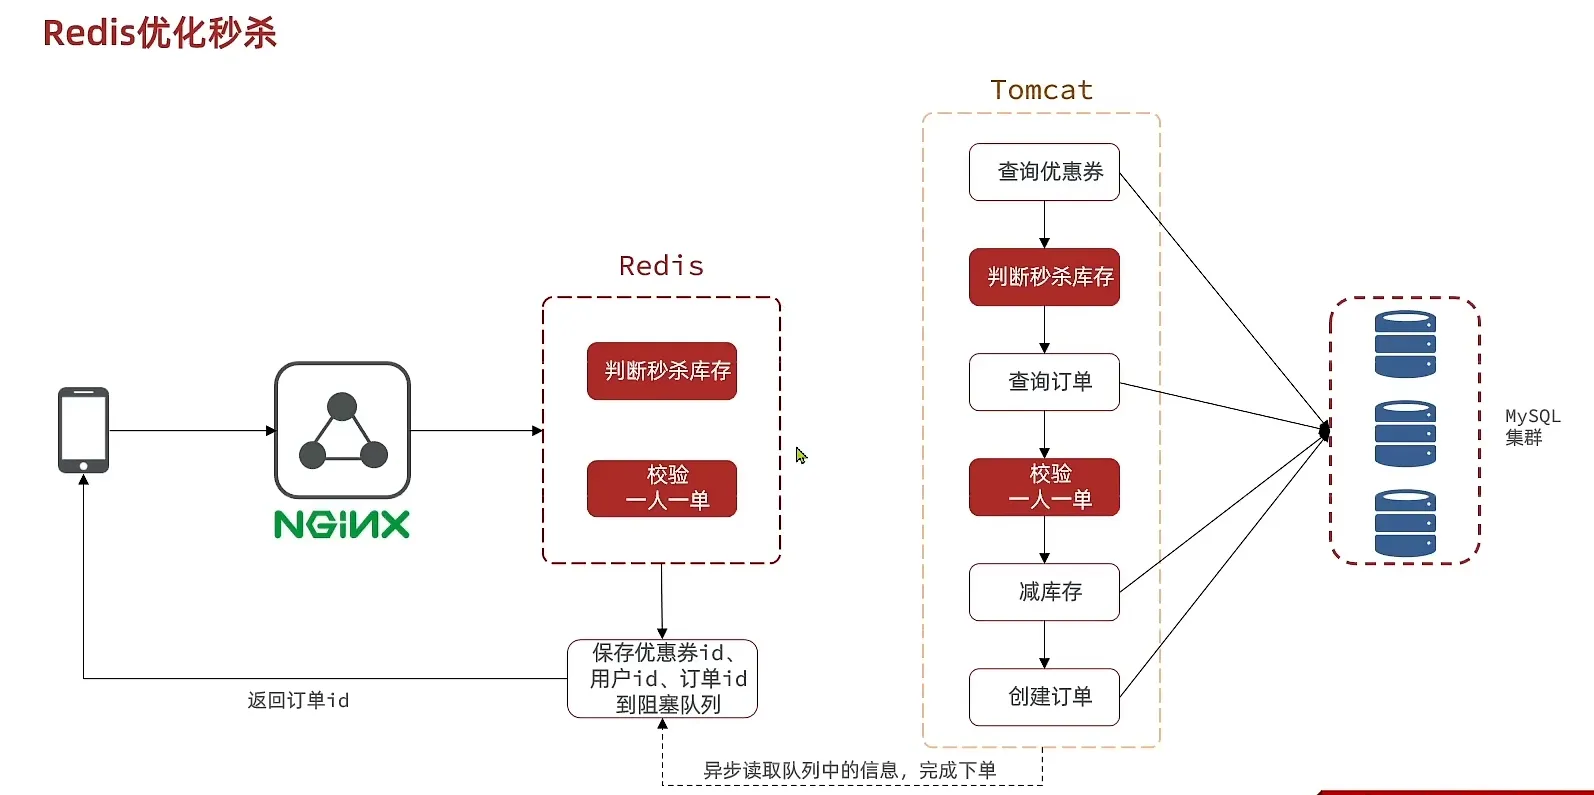 Redis优化秒杀
Tomcat
查询优惠券
判断秒杀库存
查询订单
校验
一人一单
减库存
创建订单
Redis
判断秒杀库存
校验
一人一单
NGiNX
MySQL
集群
保存优惠券id、
用户id、订单id
到阻塞队列
返回订单id
异步读取队列中的信息，完成下单